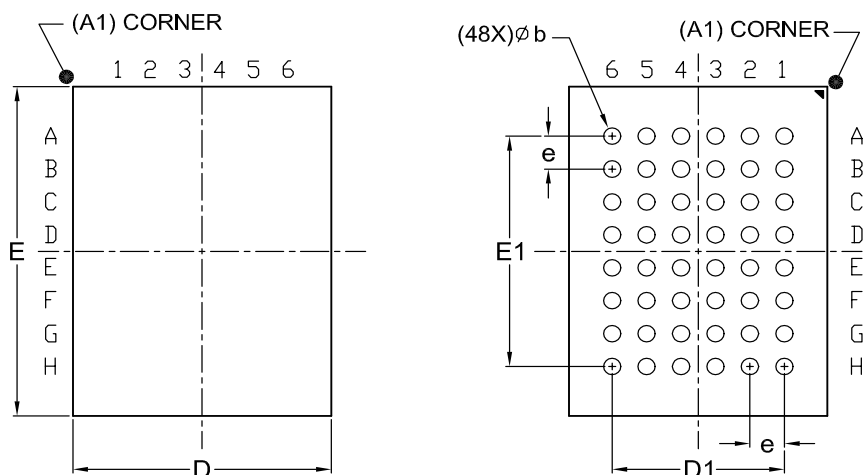 (A1) CORNER
1 2 3 4 5 6
A
B
C
D
E
F
G
H
E
D
(48X)∅b
(A1) CORNER
6 5 4 3 2 1
A
B
C
D
E
F
G
H
e
E1
e
D1